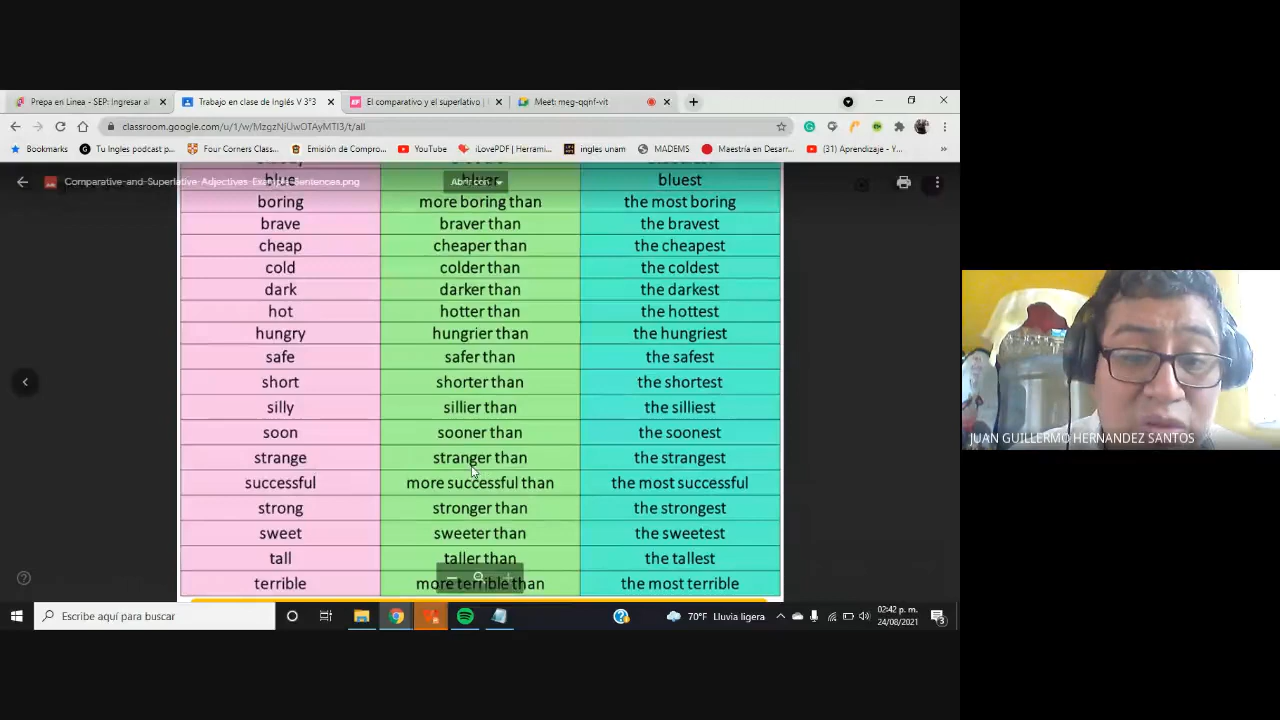 Prepa en Linea - SEP: Ingresar al
Trabajo en clase de Inglés V 3°3
El comparativo y el superlativo |
Meet: meg-qqnf-vit
classroom.google.com/u/1/w/MzgzNjUwOTAyMTI3/t/all
Bookmarks
Tu Ingles podcast p...
Four Corners Class...
Emisión de Compro...
YouTube
iLovePDF | Herrami...
ingles unam
MADEMS
Maestría en Desarr...
(31) Aprendizaje - Y...
Comparative-and-Superlative-Adjectives-Example-Sentences.png
blue bluer bluest
boring more boring than the most boring
brave braver than the bravest
cheap cheaper than the cheapest
cold colder than the coldest
dark darker than the darkest
hot hotter than the hottest
hungry hungrier than the hungriest
safe safer than the safest
short shorter than the shortest
silly sillier than the silliest
soon sooner than the soonest
strange stranger than the strangest
successful more successful than the most successful
strong stronger than the strongest
sweet sweeter than the sweetest
tall taller than the tallest
terrible more terrible than the most terrible
JUAN GUILLERMO HERNANDEZ SANTOS
Escribe aquí para buscar
70°F Lluvia ligera
02:42 p. m.
24/08/2021
3